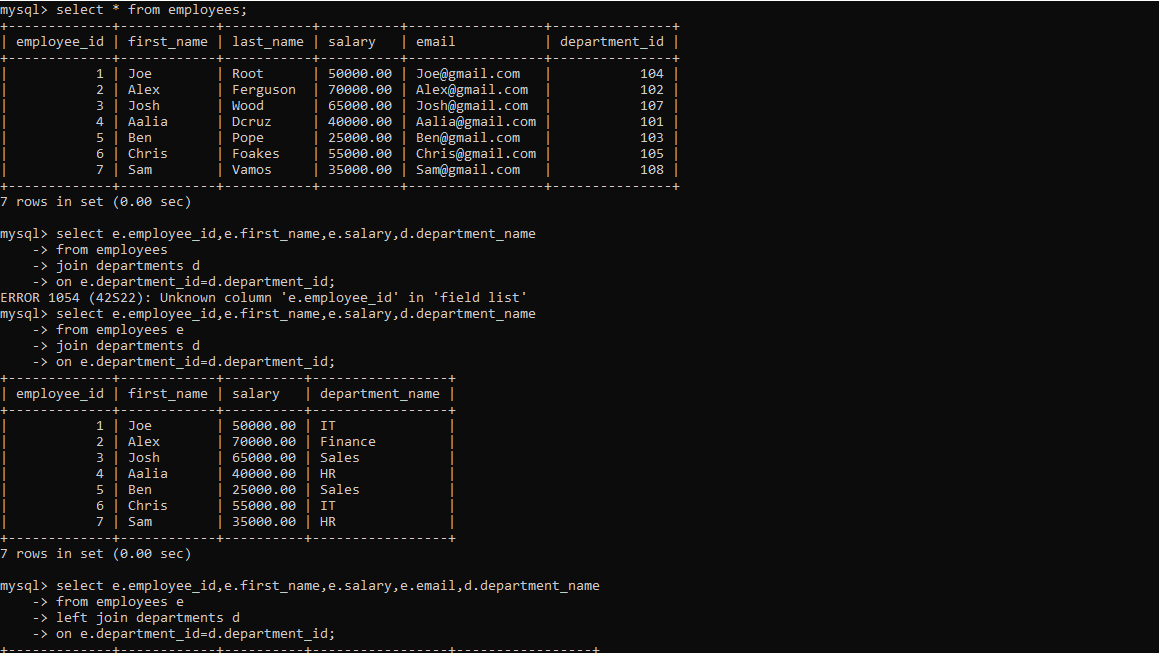 mysql> select * from employees;
+-------------+------------+-----------+----------+-----------------+---------------+
| employee_id | first_name | last_name | salary   | email           | department_id |
+-------------+------------+-----------+----------+-----------------+---------------+
|           1 | Joe        | Root      | 50000.00 | Joe@gmail.com   |           104 |
|           2 | Alex       | Ferguson  | 70000.00 | Alex@gmail.com  |           102 |
|           3 | Josh       | Wood      | 65000.00 | Josh@gmail.com  |           107 |
|           4 | Aalia      | Dcruz     | 40000.00 | Aalia@gmail.com |           101 |
|           5 | Ben        | Pope      | 25000.00 | Ben@gmail.com   |           103 |
|           6 | Chris      | Foakes    | 55000.00 | Chris@gmail.com |           105 |
|           7 | Sam        | Vamos     | 35000.00 | Sam@gmail.com   |           108 |
+-------------+------------+-----------+----------+-----------------+---------------+
7 rows in set (0.00 sec)

mysql> select e.employee_id,e.first_name,e.salary,d.department_name
    -> from employees
    -> join departments d
    -> on e.department_id=d.department_id;
ERROR 1054 (42S22): Unknown column 'e.employee_id' in 'field list'
mysql> select e.employee_id,e.first_name,e.salary,d.department_name
    -> from employees e
    -> join departments d
    -> on e.department_id=d.department_id;
+-------------+------------+----------+-----------------+
| employee_id | first_name | salary   | department_name |
+-------------+------------+----------+-----------------+
|           1 | Joe        | 50000.00 | IT              |
|           2 | Alex       | 70000.00 | Finance         |
|           3 | Josh       | 65000.00 | Sales           |
|           4 | Aalia      | 40000.00 | HR              |
|           5 | Ben        | 25000.00 | Sales           |
|           6 | Chris      | 55000.00 | IT              |
|           7 | Sam        | 35000.00 | HR              |
+-------------+------------+----------+-----------------+
7 rows in set (0.00 sec)

mysql> select e.employee_id,e.first_name,e.salary,e.email,d.department_name
    -> from employees e
    -> left join departments d
    -> on e.department_id=d.department_id;
+-------------+------------+----------+-----------------+-----------------+